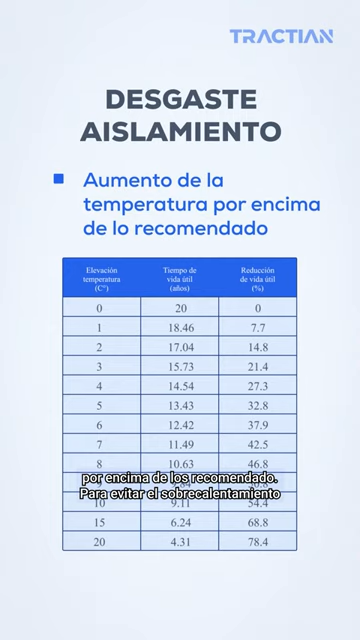 TRACTIAN
DESGASTE
AISLAMIENTO
Aumento de la
temperatura por encima
de lo recomendado
Elevación temperatura (C°) Tiempo de vida útil (años) Reducción de vida útil (%)
0 20 0
1 18.46 7.7
2 17.04 14.8
3 15.73 21.4
4 14.54 27.3
5 13.43 32.8
6 12.42 37.9
7 11.49 42.5
8 10.63 46.8
por encima de los recomendado.
Para evitar el sobrecalentamiento
10 9.11 54.4
15 6.24 68.8
20 4.31 78.4